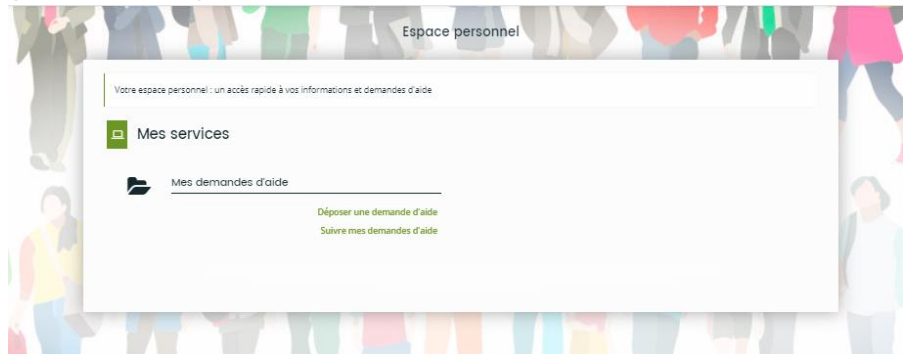 Espace personnel
Votre espace personnel : un accès rapide à vos informations et demandes d'aide
Mes services
Mes demandes d'aide
Déposer une demande d'aide
Suivre mes demandes d'aide